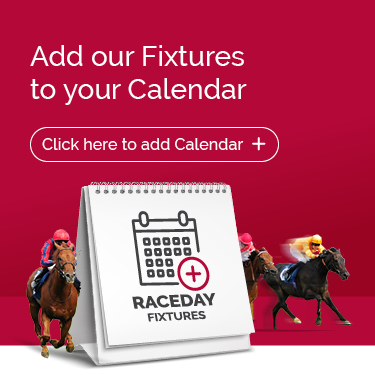 Add our Fixtures
to your Calendar
Click here to add Calendar +
RACEDAY
FIXTURES